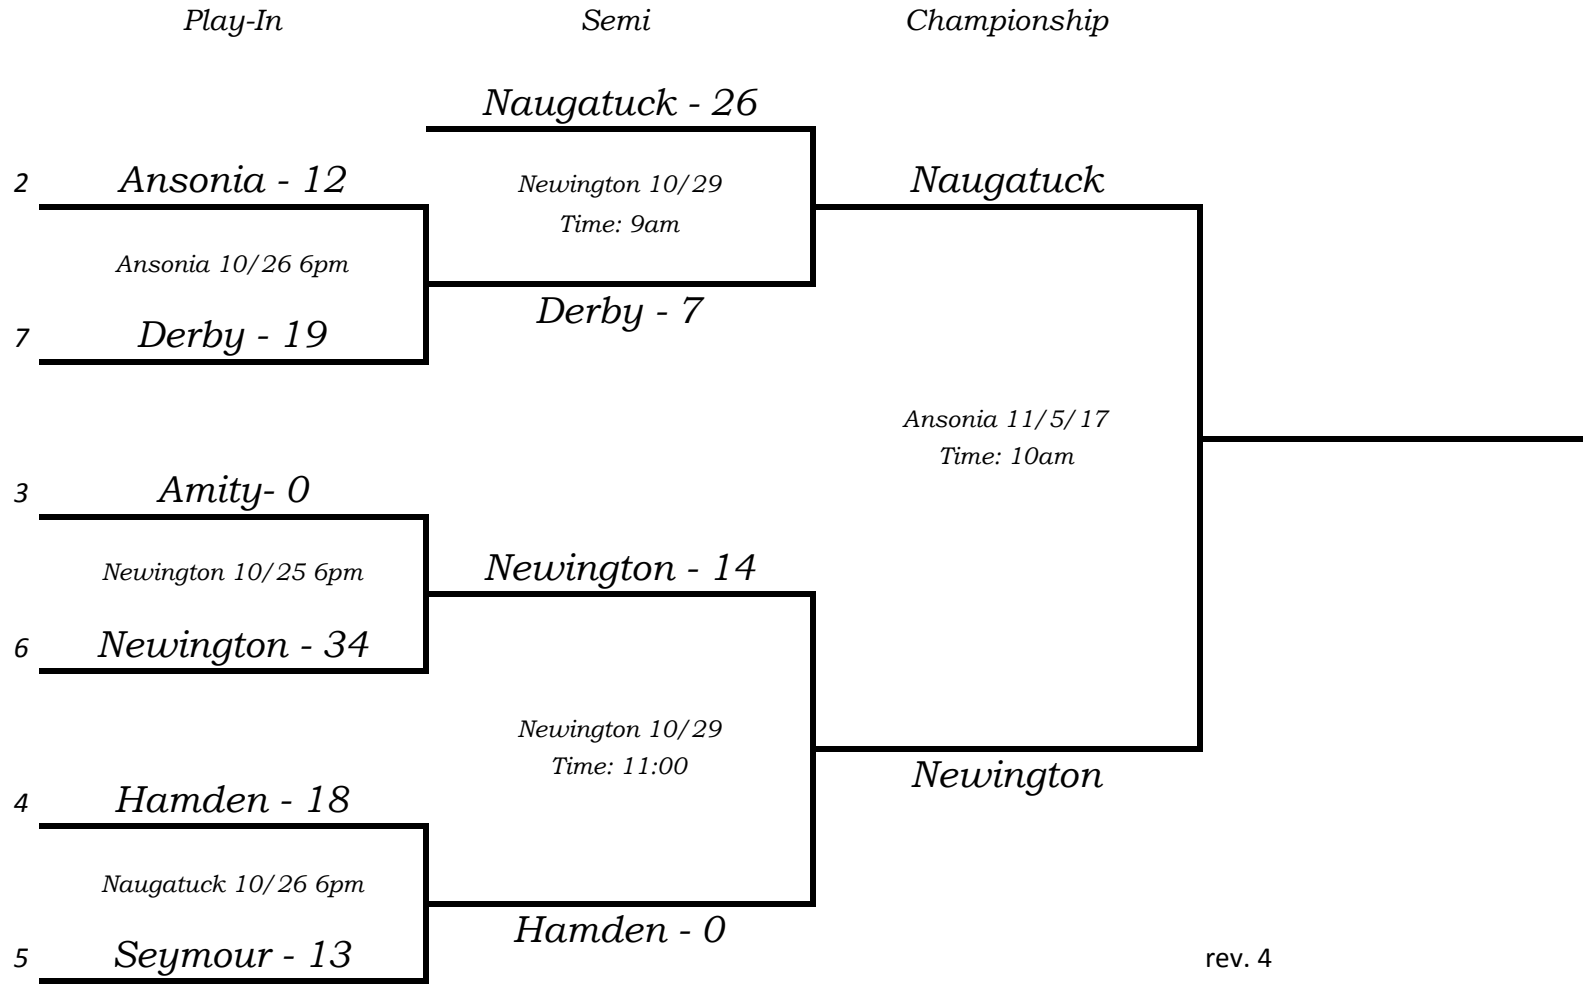 Play-In
Semi
Championship
Naugatuck - 26
2
Ansonia - 12
Newington 10/29
Time: 9am
Naugatuck
Ansonia 10/26 6pm
Derby - 7
7
Derby - 19
Ansonia 11/5/17
Time: 10am
3
Amity- 0
Newington 10/25 6pm
Newington - 14
6
Newington - 34
Newington 10/29
Time: 11:00
Newington
4
Hamden - 18
Naugatuck 10/26 6pm
Hamden - 0
5
Seymour - 13
rev. 4